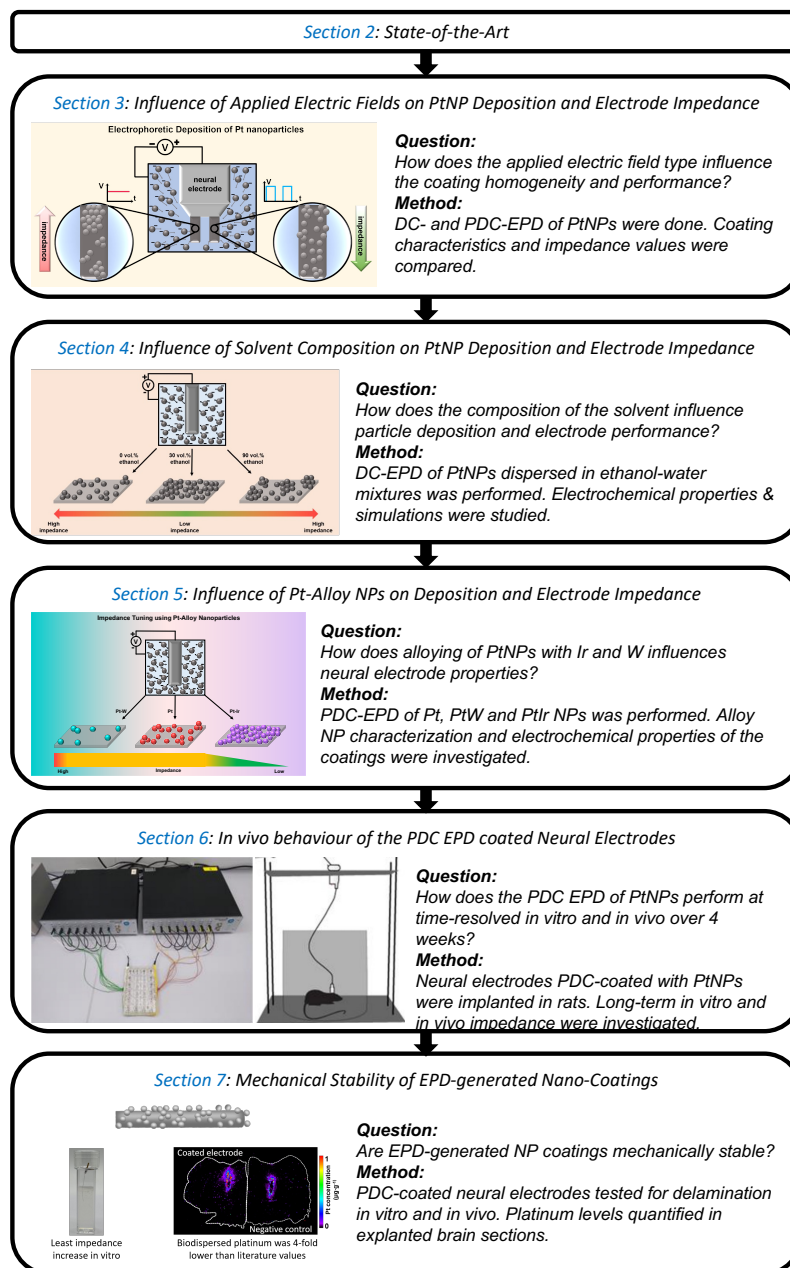 Section 2: State-of-the-Art
Section 3: Influence of Applied Electric Fields on PtNP Deposition and Electrode Impedance
Electrophoretic Deposition of Pt nanoparticles
− V +
neural
electrode
V
t
V
t
impedance
impedance
Question:
How does the applied electric field type influence
the coating homogeneity and performance?
Method:
DC- and PDC-EPD of PtNPs were done. Coating
characteristics and impedance values were
compared.
Section 4: Influence of Solvent Composition on PtNP Deposition and Electrode Impedance
+
V
-
0 vol.%
ethanol
30 vol.%
ethanol
90 vol.%
ethanol
High
impedance
Low
impedance
High
impedance
Question:
How does the composition of the solvent influence
particle deposition and electrode performance?
Method:
DC-EPD of PtNPs dispersed in ethanol-water
mixtures was performed. Electrochemical properties &
simulations were studied.
Section 5: Influence of Pt-Alloy NPs on Deposition and Electrode Impedance
Impedance Tuning using Pt-Alloy Nanoparticles
+
V
-
Pt-W
Pt
Pt-Ir
High
Impedance
Low
Question:
How does alloying of PtNPs with Ir and W influences
neural electrode properties?
Method:
PDC-EPD of Pt, PtW and PtIr NPs was performed. Alloy
NP characterization and electrochemical properties of the
coatings were investigated.
Section 6: In vivo behaviour of the PDC EPD coated Neural Electrodes
Question:
How does the PDC EPD of PtNPs perform at
time-resolved in vitro and in vivo over 4
weeks?
Method:
Neural electrodes PDC-coated with PtNPs
were implanted in rats. Long-term in vitro and
in vivo impedance were investigated.
Section 7: Mechanical Stability of EPD-generated Nano-Coatings
Coated electrode
Negative control
1
Pt concentration
(µg·g⁻¹)
0
Least impedance
increase in vitro
Biodispersed platinum was 4-fold
lower than literature values
Question:
Are EPD-generated NP coatings mechanically stable?
Method:
PDC-coated neural electrodes tested for delamination
in vitro and in vivo. Platinum levels quantified in
explanted brain sections.